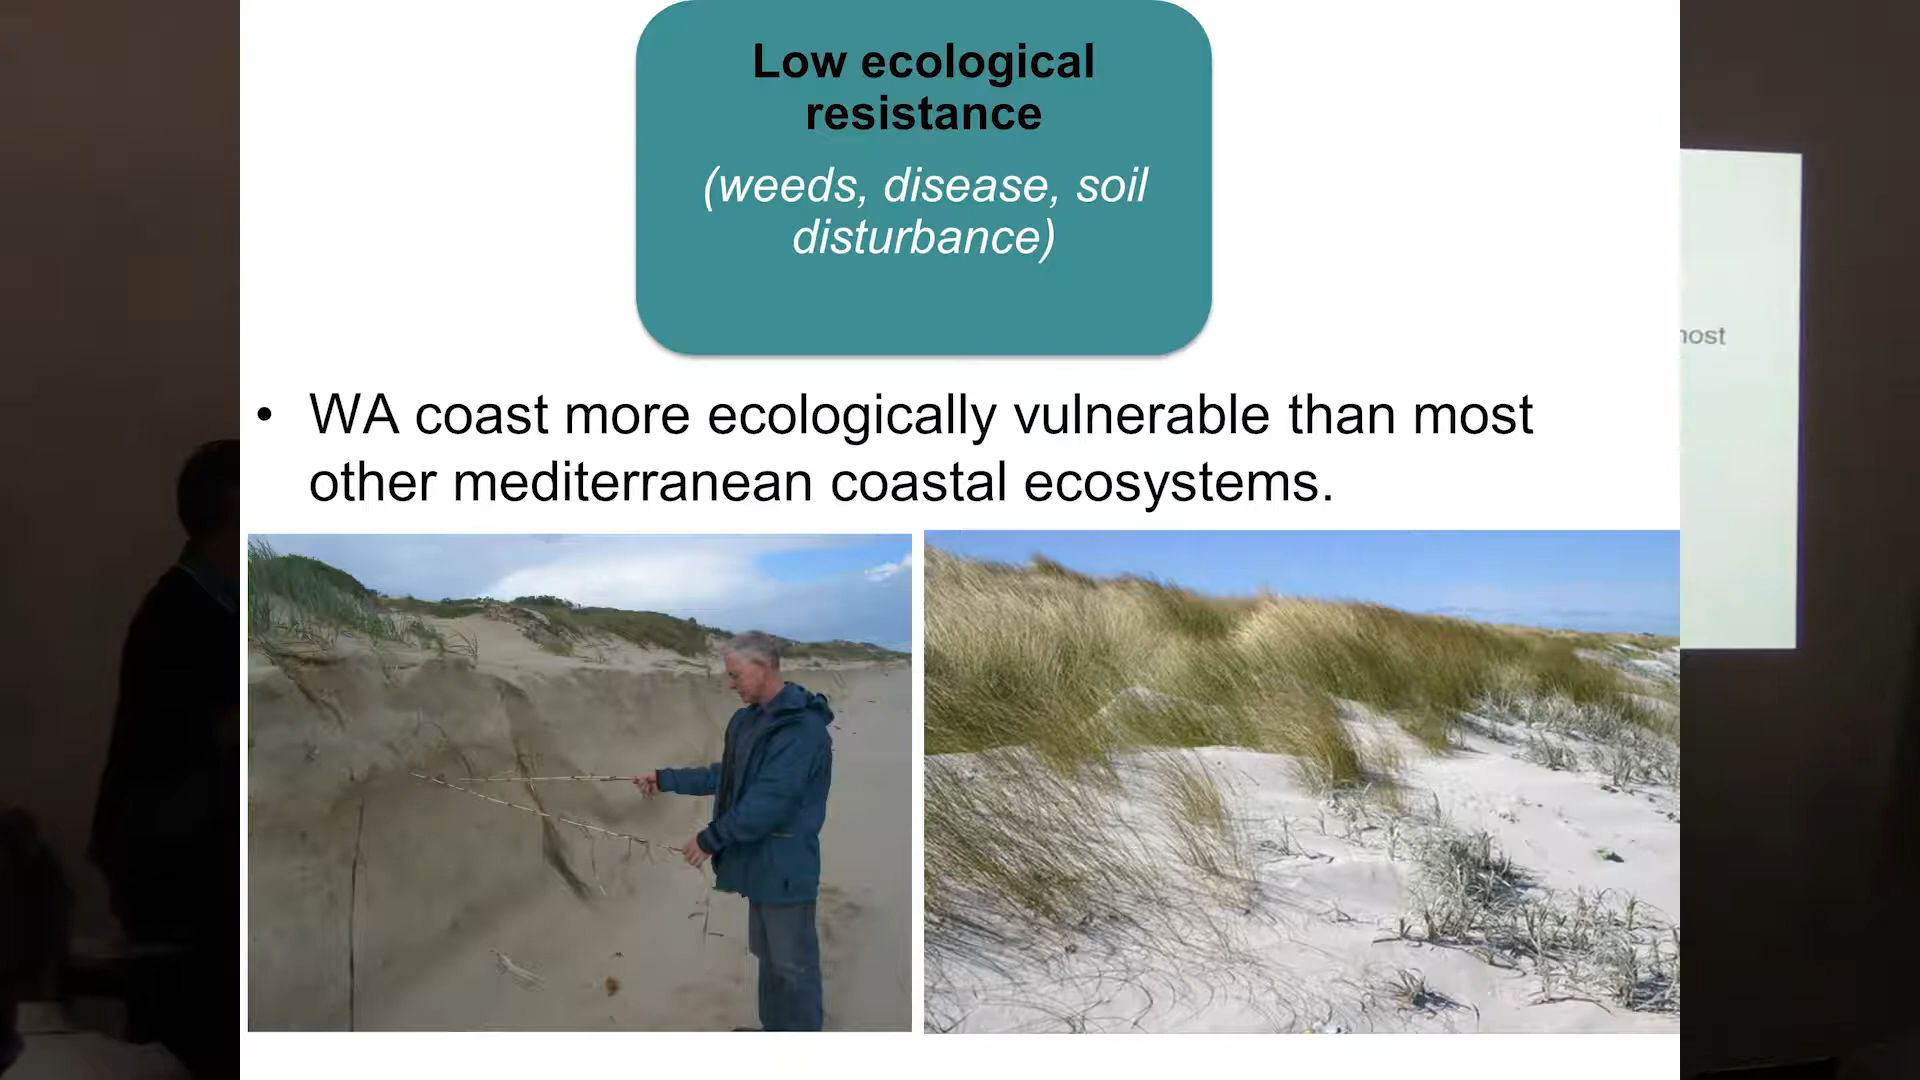 Low ecological
resistance
(weeds, disease, soil
disturbance)
• WA coast more ecologically vulnerable than most
other mediterranean coastal ecosystems.